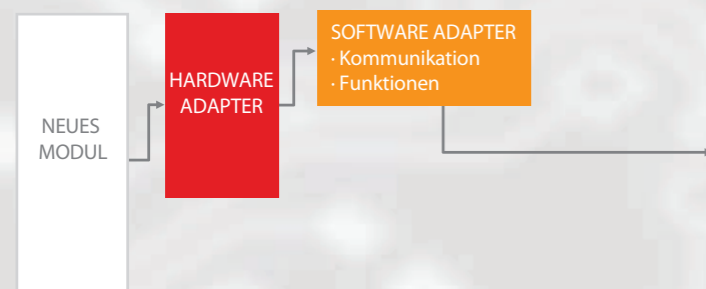 NEUES
MODUL
HARDWARE
ADAPTER
SOFTWARE ADAPTER
· Kommunikation
· Funktionen